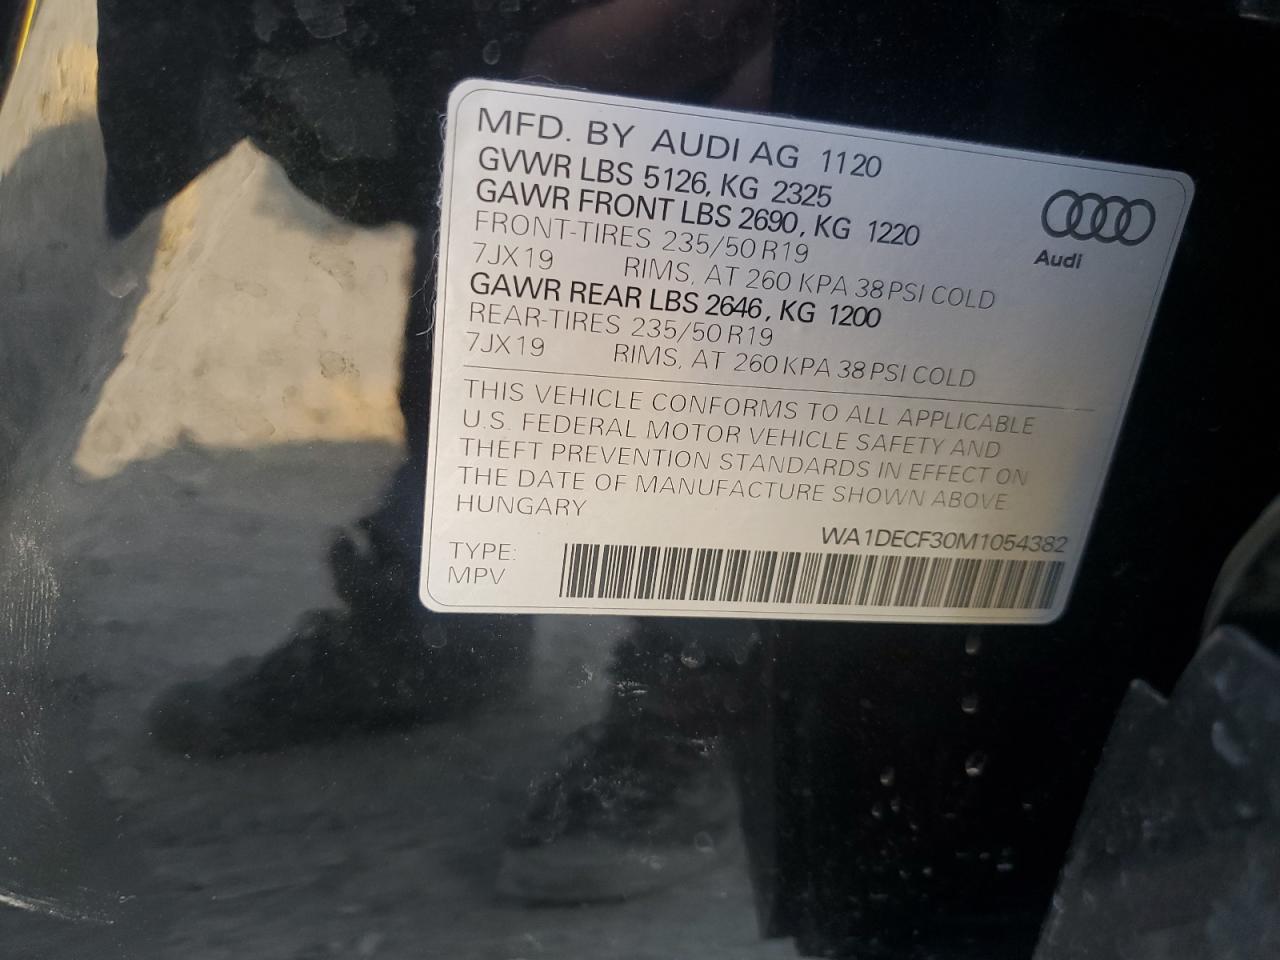 MFD. BY AUDI AG 1120
GVWR LBS 5126, KG 2325
GAWR FRONT LBS 2690, KG 1220
FRONT-TIRES 235/50 R19
7JX19 RIMS, AT 260 KPA 38 PSI COLD
GAWR REAR LBS 2646, KG 1200
REAR-TIRES 235/50 R19
7JX19 RIMS, AT 260 KPA 38 PSI COLD
Audi
THIS VEHICLE CONFORMS TO ALL APPLICABLE
U.S. FEDERAL MOTOR VEHICLE SAFETY AND
THEFT PREVENTION STANDARDS IN EFFECT ON
THE DATE OF MANUFACTURE SHOWN ABOVE
HUNGARY
WA1DECF30M1054382
TYPE:
MPV